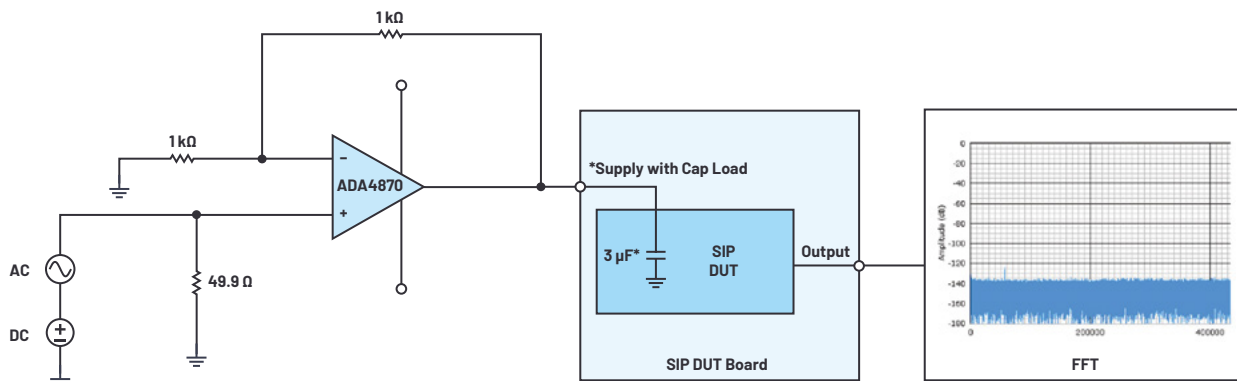 1 kΩ
1 kΩ
−
ADA4870
+
AC
DC
+
−
49.9 Ω
*Supply with Cap Load
3 µF*
SIP
DUT
Output
SIP DUT Board
Amplitude (dB)
0
-20
-40
-60
-80
-100
-120
-140
-160
-180
0
200000
400000
FFT